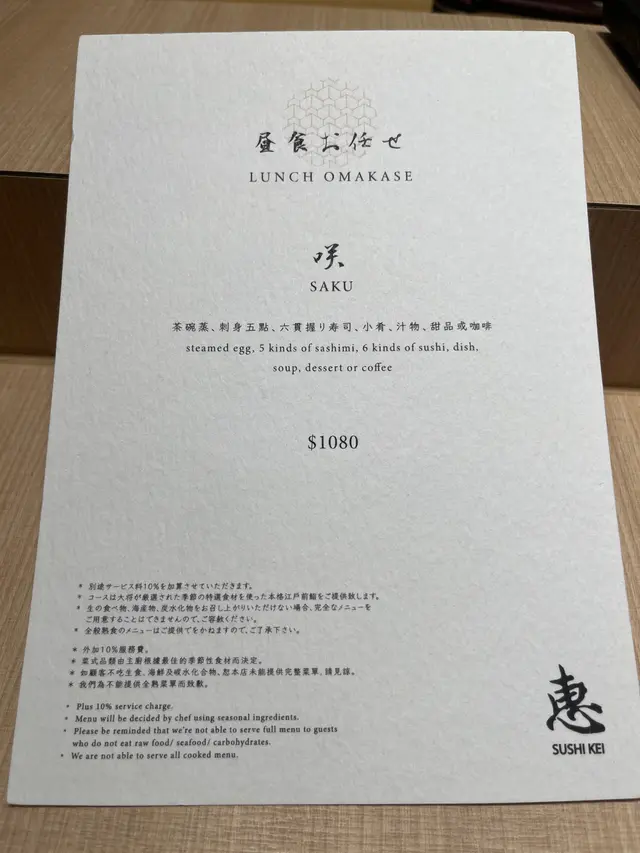 昼食お任せ
LUNCH OMAKASE
咲
SAKU
茶碗蒸、刺身五點、六貫握り寿司、小肴、汁物、甜品或咖啡
steamed egg, 5 kinds of sashimi, 6 kinds of sushi, dish,
soup, dessert or coffee
$1080
* 別途サービス料10%を加算させていただきます。
* コースは大将が厳選された季節の特選食材を使った本格江戸前鮨をご提供致します。
* 生の食べ物、海産物、炭水化物をお召し上がりいただけない場合、完全なメニューを
ご用意することはできませんので、ご容赦ください。
* 全般熟食のメニューはご提供でをかねますので、ご了承下さい。
* 外加10%服務費。
* 菜式品類由主廚根據最佳的季節性食材而決定。
* 如顧客不吃生食、海鮮及碳水化合物、恕本店未能提供完整菜單、請見諒。
* 我們為不能提供全熟菜單而致歉。
* Plus 10% service charge.
* Menu will be decided by chef using seasonal ingredients.
* Please be reminded that we're not able to serve full menu to guests
who do not eat raw food/ seafood/ carbohydrates.
* We are not able to serve all cooked menu.
惠
SUSHI KEI